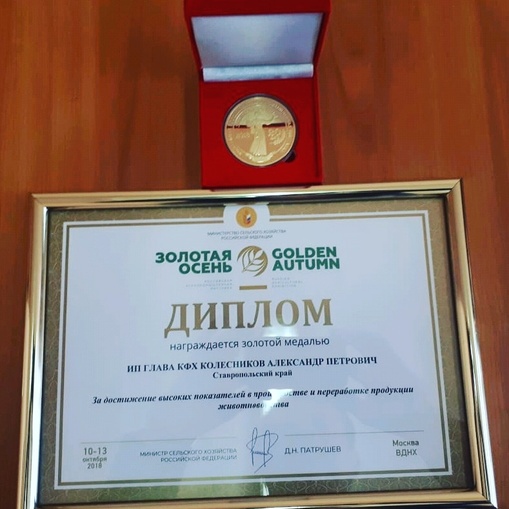 МИНИСТЕРСТВО СЕЛЬСКОГО ХОЗЯЙСТВА
РОССИЙСКОЙ ФЕДЕРАЦИИ
ЗОЛОТАЯ GOLDEN
ОСЕНЬ AUTUMN
ДИПЛОМ
награждается золотой медалью
ИП ГЛАВА КФХ КОЛЕСНИКОВ АЛЕКСАНДР ПЕТРОВИЧ
Ставропольский край
За достижение высоких показателей в и переработке продукции
10-13
октября
2018
МИНИСТР СЕЛЬСКОГО ХОЗЯЙСТВА
РОССИЙСКОЙ ФЕДЕРАЦИИ
Д.Н. ПАТРУШЕВ
Москва
ВДНХ